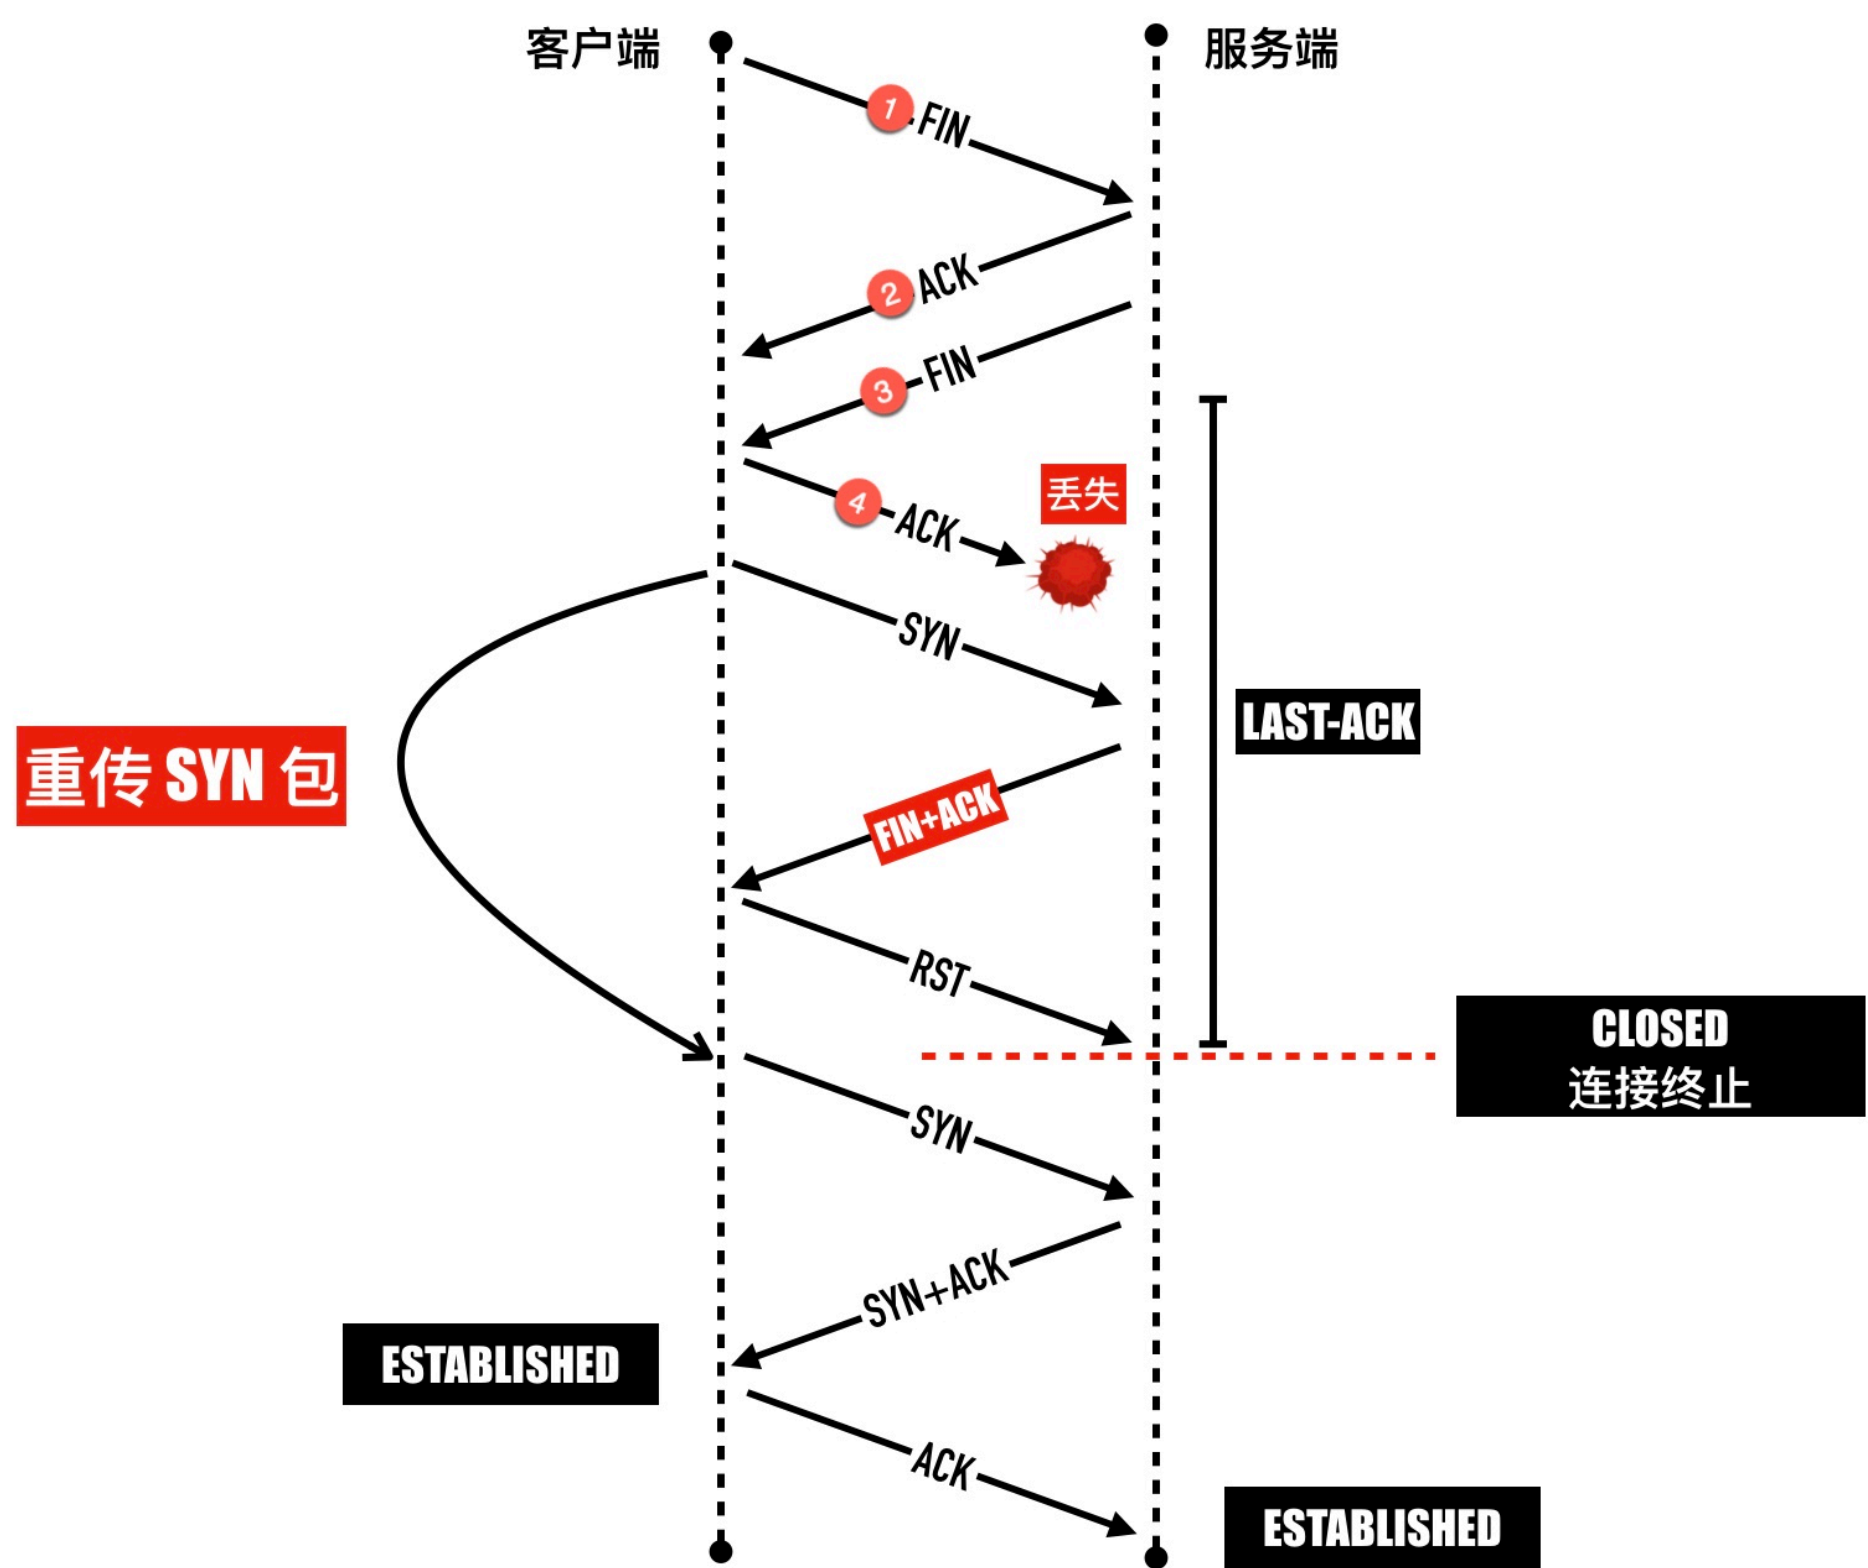 客户端
服务端
1
FIN
2
ACK
3
FIN
4
ACK
丢失
SYN
LAST-ACK
重传 SYN 包
FIN+ACK
RST
CLOSED
连接终止
SYN
SYN+ACK
ESTABLISHED
ACK
ESTABLISHED